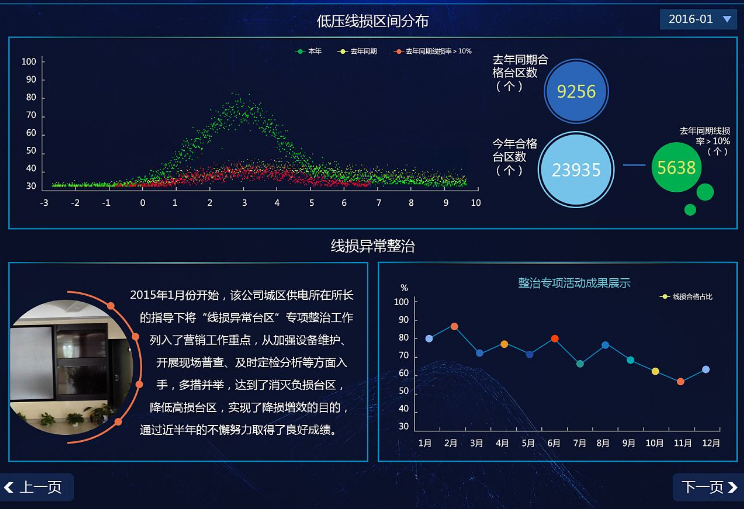 低压线损区间分布
2016-01
本年
去年同期
去年同期线损率>10%
100
90
80
70
60
50
40
30
-3 -2 -1 0 1 2 3 4 5 6 7 8 9 10
去年同期合
格台区数
（个）
9256
今年合格
台区数
（个）
23935
去年同期线损
率>10%
（个）
5638
线损异常整治
2015年1月份开始，该公司城区供电所在所长
的指导下将“线损异常台区”专项整治工作
列入了营销工作重点，从加强设备维护、
开展现场普查、及时定检分析等方面入
手，多措并举，达到了消灭负损台区，
降低高损台区，实现了降损增效的目的，
通过近半年的不懈努力取得了良好成绩。
整治专项活动成果展示
%
线损合格占比
100
90
80
70
60
50
40
30
1月 2月 3月 4月 5月 6月 7月 8月 9月 10月 11月 12月
上一页
下一页